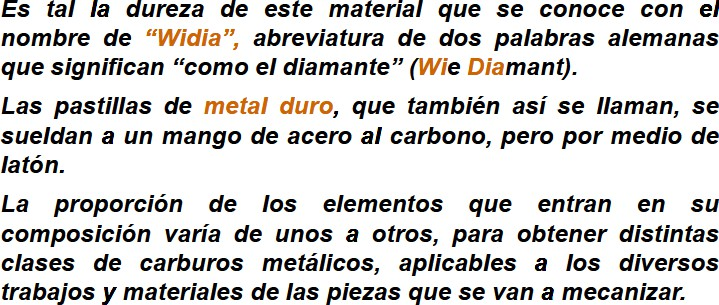 Es tal la dureza de este material que se conoce con el
nombre de “Widia”, abreviatura de dos palabras alemanas
que significan “como el diamante” (Wie Diamant).
Las pastillas de metal duro, que también así se llaman, se
sueldan a un mango de acero al carbono, pero por medio de
latón.
La proporción de los elementos que entran en su
composición varía de unos a otros, para obtener distintas
clases de carburos metálicos, aplicables a los diversos
trabajos y materiales de las piezas que se van a mecanizar.